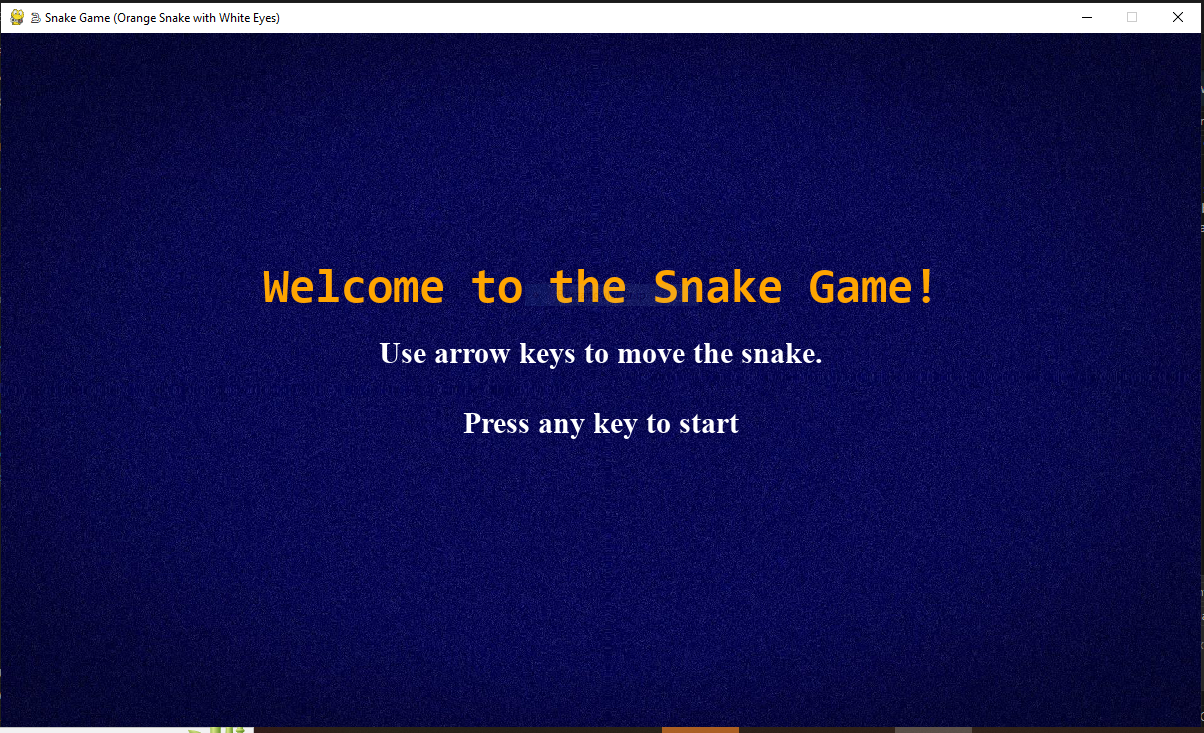 Snake Game (Orange Snake with White Eyes)
Welcome to the Snake Game!
Use arrow keys to move the snake.
Press any key to start